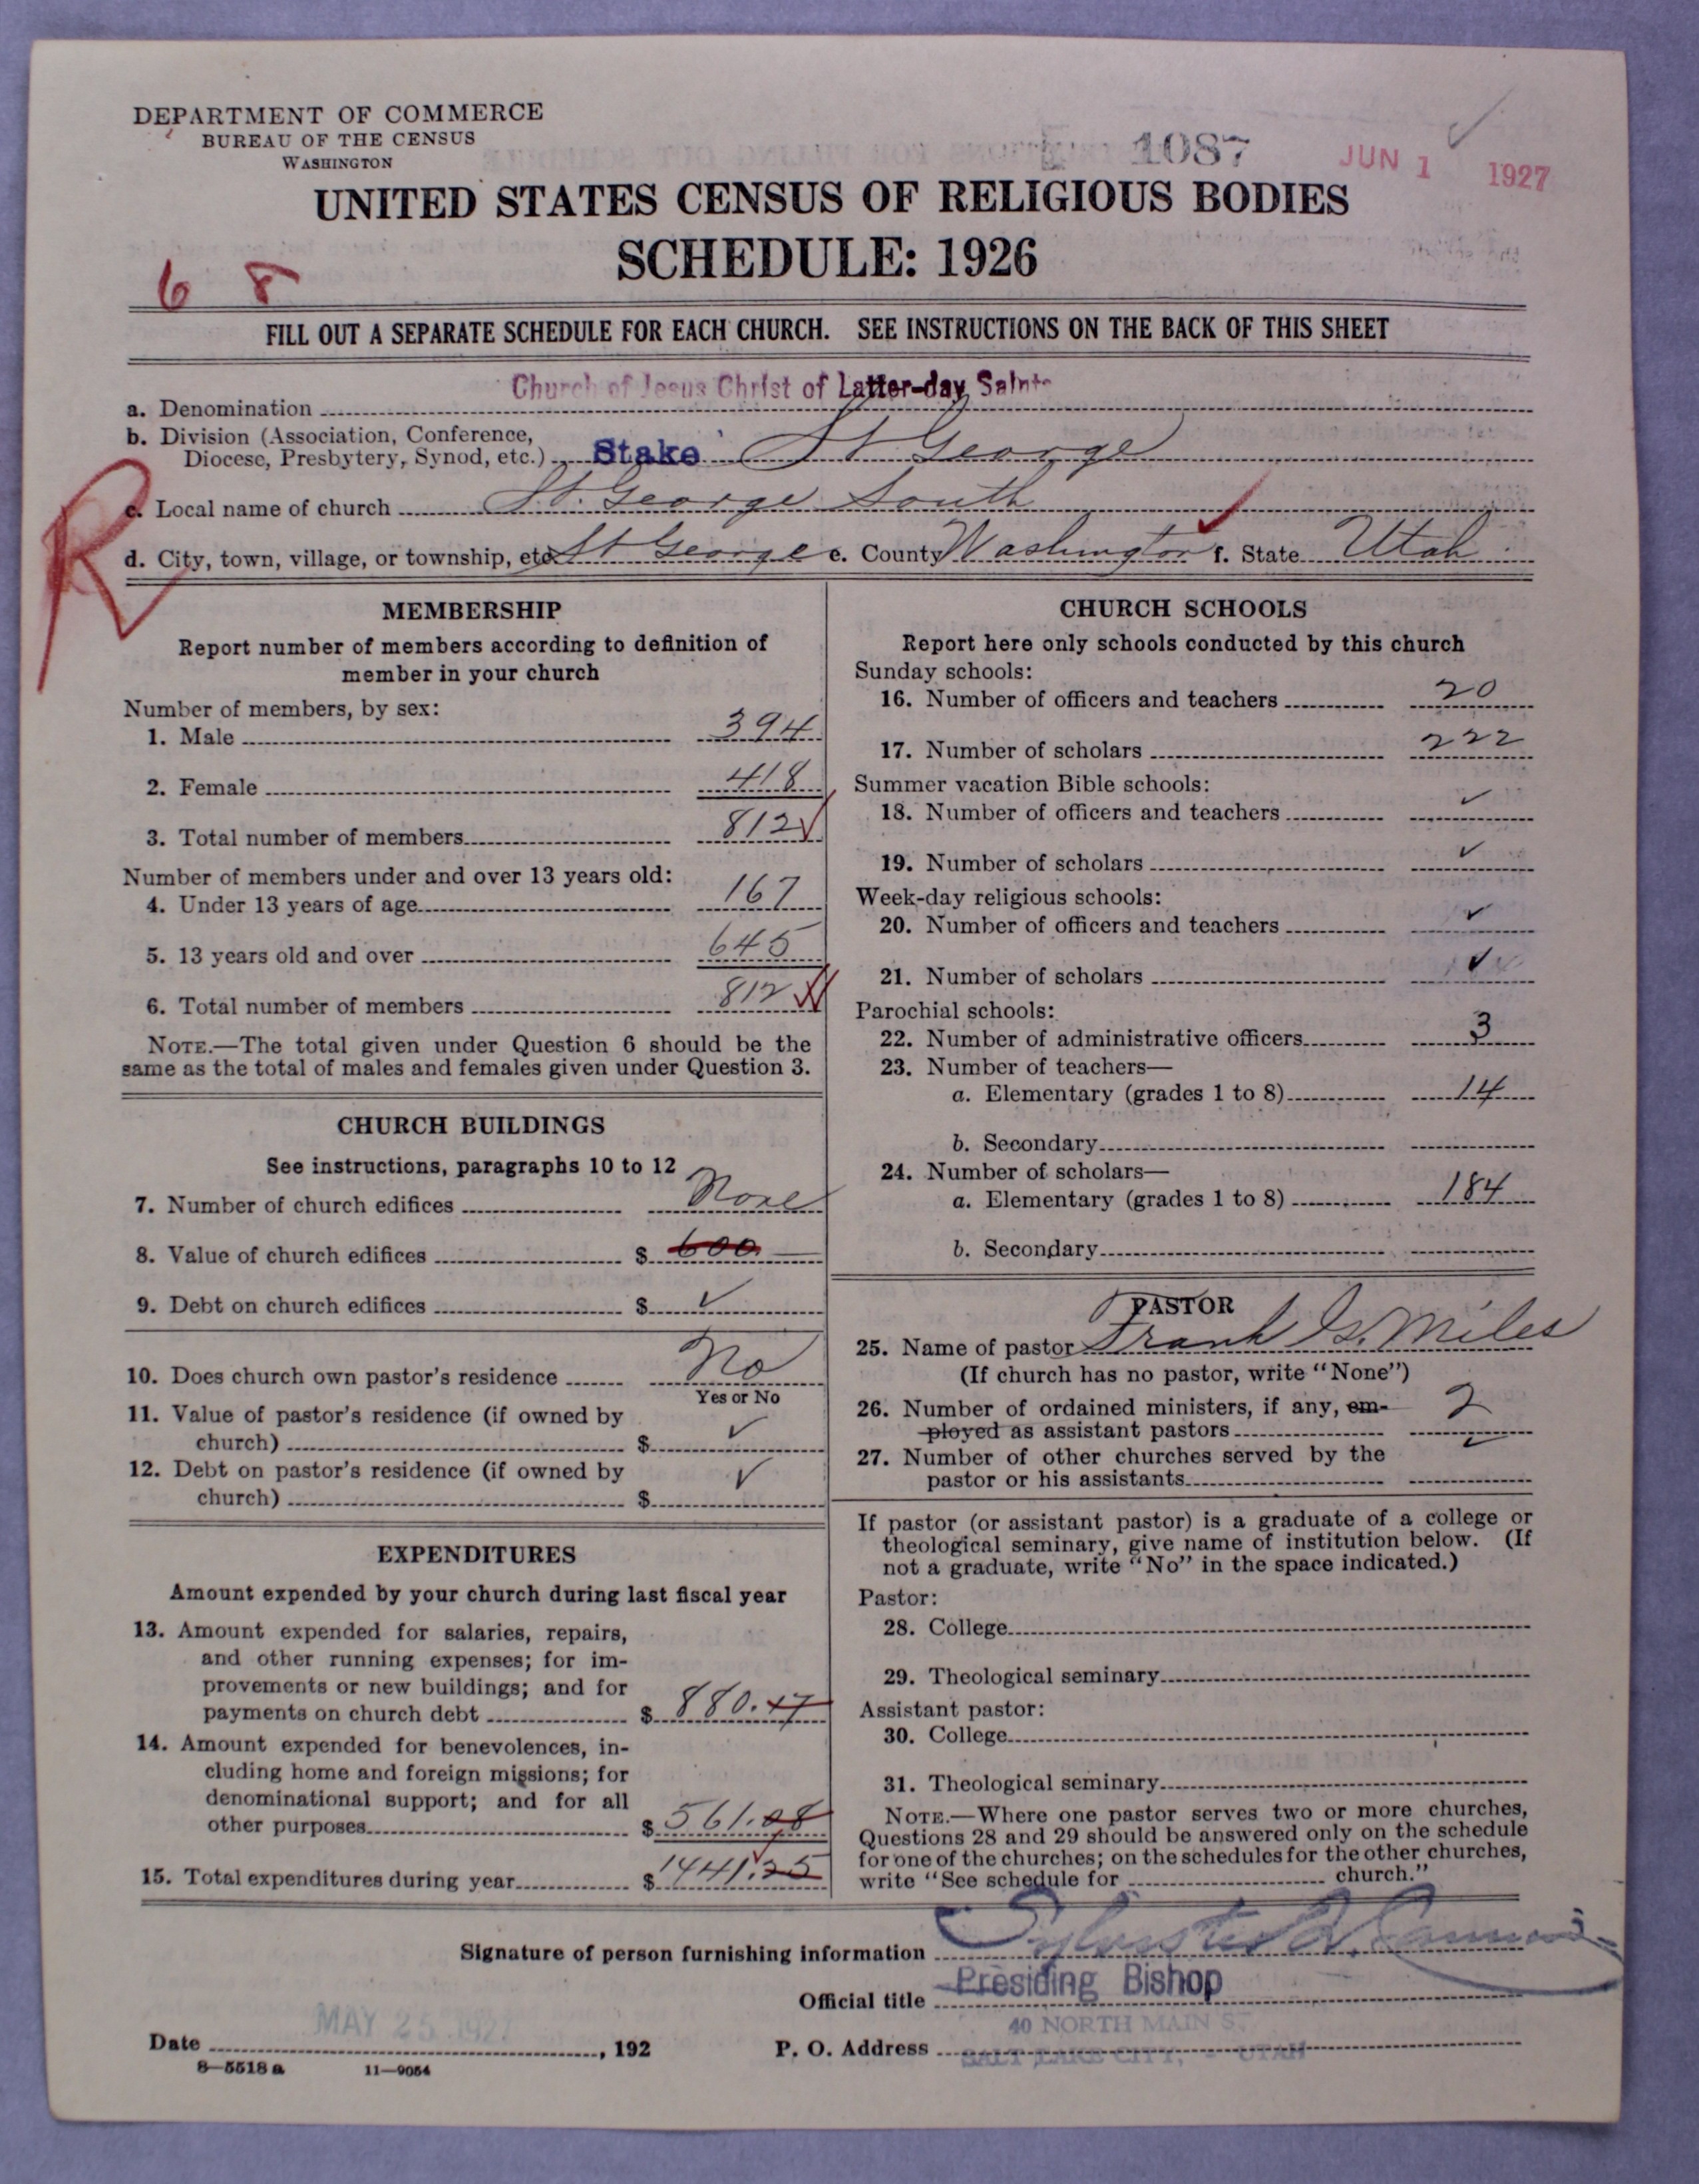 DEPARTMENT OF COMMERCE
BUREAU OF THE CENSUS
WASHINGTON
1087
JUN 1 1927
UNITED STATES CENSUS OF RELIGIOUS BODIES
SCHEDULE: 1926
6 8
FILL OUT A SEPARATE SCHEDULE FOR EACH CHURCH. SEE INSTRUCTIONS ON THE BACK OF THIS SHEET
a. Denomination Church of Jesus Christ of Latter-day Saints
b. Division (Association, Conference,
Diocese, Presbytery, Synod, etc.) Stake St George
R
c. Local name of church St. George South
d. City, town, village, or township, etc. St George e. County Washington f. State Utah
MEMBERSHIP
Report number of members according to definition of
member in your church
Number of members, by sex:
1. Male 394
2. Female 418
3. Total number of members 812
Number of members under and over 13 years old:
4. Under 13 years of age 167
5. 13 years old and over 645
6. Total number of members 812
NOTE.—The total given under Question 6 should be the
same as the total of males and females given under Question 3.
CHURCH BUILDINGS
See instructions, paragraphs 10 to 12
7. Number of church edifices None
8. Value of church edifices $ 600
9. Debt on church edifices $ ✓
10. Does church own pastor's residence No
Yes or No
11. Value of pastor's residence (if owned by
church) $ ✓
12. Debt on pastor's residence (if owned by
church) $ ✓
EXPENDITURES
Amount expended by your church during last fiscal year
13. Amount expended for salaries, repairs,
and other running expenses; for im-
provements or new buildings; and for
payments on church debt $ 880.17
14. Amount expended for benevolences, in-
cluding home and foreign missions; for
denominational support; and for all
other purposes $ 561.08
15. Total expenditures during year $ 1441.25
CHURCH SCHOOLS
Report here only schools conducted by this church
Sunday schools:
16. Number of officers and teachers 20
17. Number of scholars 222
Summer vacation Bible schools:
18. Number of officers and teachers ✓
19. Number of scholars ✓
Week-day religious schools:
20. Number of officers and teachers ✓
21. Number of scholars ✓
Parochial schools:
22. Number of administrative officers 3
23. Number of teachers—
a. Elementary (grades 1 to 8) 14
b. Secondary
24. Number of scholars—
a. Elementary (grades 1 to 8) 184
b. Secondary
PASTOR
25. Name of pastor Frank G. Miles
(If church has no pastor, write "None")
26. Number of ordained ministers, if any, em-
ployed as assistant pastors 2
27. Number of other churches served by the
pastor or his assistants ✓
If pastor (or assistant pastor) is a graduate of a college or
theological seminary, give name of institution below. (If
not a graduate, write "No" in the space indicated.)
Pastor:
28. College
29. Theological seminary
Assistant pastor:
30. College
31. Theological seminary
NOTE.—Where one pastor serves two or more churches,
Questions 28 and 29 should be answered only on the schedule
for one of the churches; on the schedules for the other churches,
write "See schedule for church."
Signature of person furnishing information Sylvester Q. Cannon
Official title Presiding Bishop
Date MAY 25 1927, 192
P. O. Address 40 NORTH MAIN ST.
SALT LAKE CITY, - UTAH
8—5518 a 11—9054